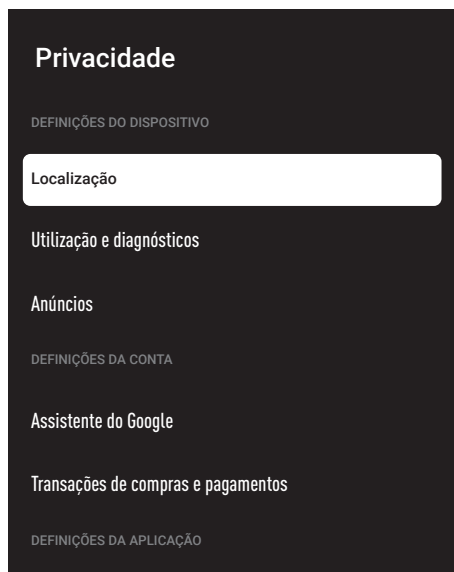 Privacidade
DEFINIÇÕES DO DISPOSITIVO
Localização
Utilização e diagnósticos
Anúncios
DEFINIÇÕES DA CONTA
Assistente do Google
Transações de compras e pagamentos
DEFINIÇÕES DA APLICAÇÃO